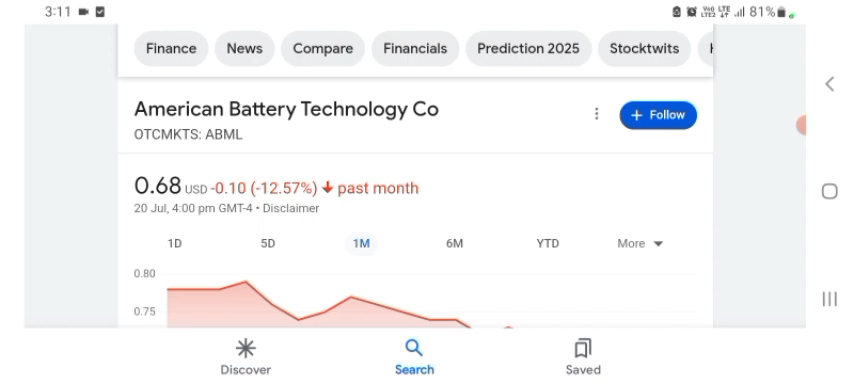 3:11
81%
Finance
News
Compare
Financials
Prediction 2025
Stocktwits
American Battery Technology Co
+ Follow
OTCMKTS: ABML
0.68 USD -0.10 (-12.57%) past month
20 Jul, 4:00 pm GMT-4 • Disclaimer
1D
5D
1M
6M
YTD
More
0.80
0.75
Discover
Search
Saved